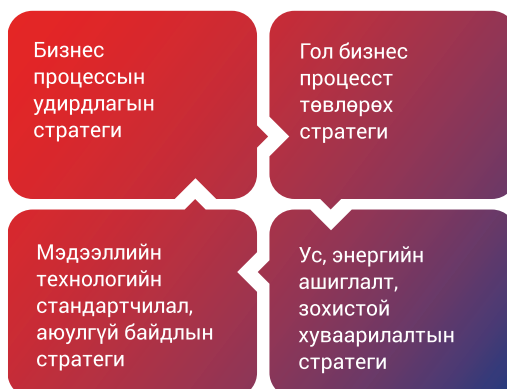 Бизнес
процессын
удирдлагын
стратеги
Гол бизнес
процесст
төвлөрөх
стратеги
Мэдээллийн
технологийн
стандартчилал,
аюулгүй байдлын
стратеги
Ус, энергийн
ашиглалт,
зохистой
хуваарилалтын
стратеги